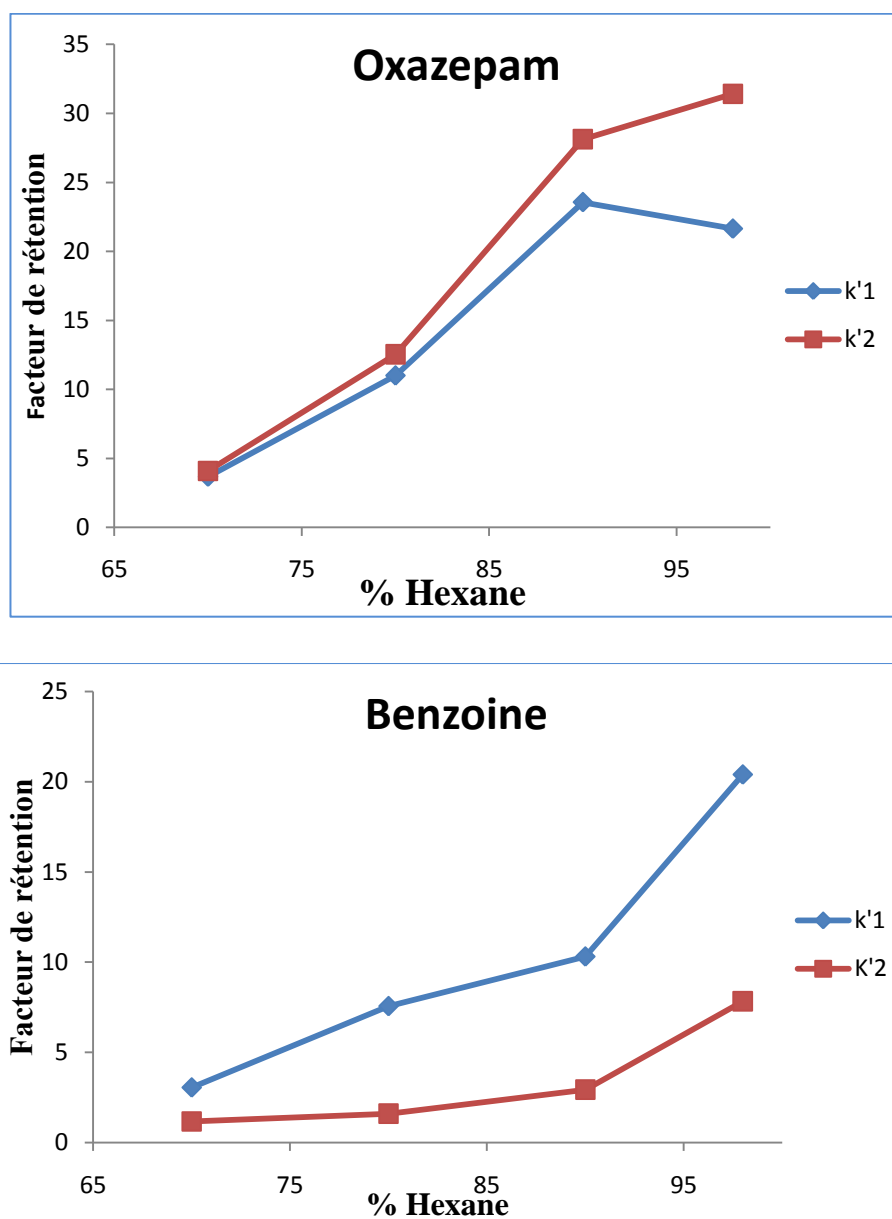 Oxazepam
35
30
25
20
15
10
5
0
Facteur de rétention
65
75
85
95
% Hexane
k'1
k'2
Benzoine
25
20
15
10
5
0
Facteur de rétention
65
75
85
95
% Hexane
k'1
K'2